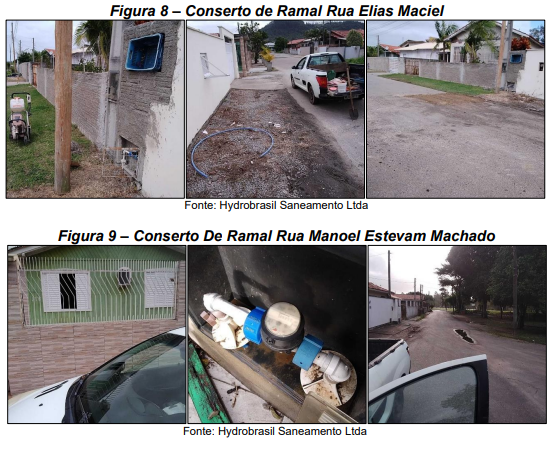 Figura 8 – Conserto de Ramal Rua Elias Maciel
Fonte: Hydrobrasil Saneamento Ltda
Figura 9 – Conserto De Ramal Rua Manoel Estevam Machado
Fonte: Hydrobrasil Saneamento Ltda